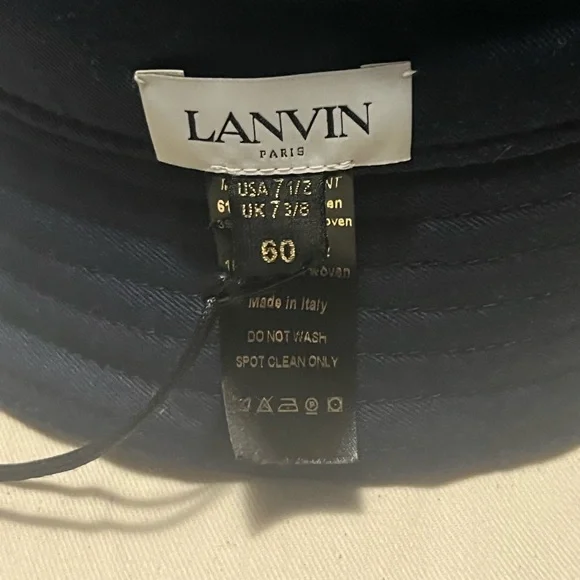 LANVIN
PARIS
USA 7 1/2
UK 7 3/8
60
61
Made in Italy
DO NOT WASH
SPOT CLEAN ONLY